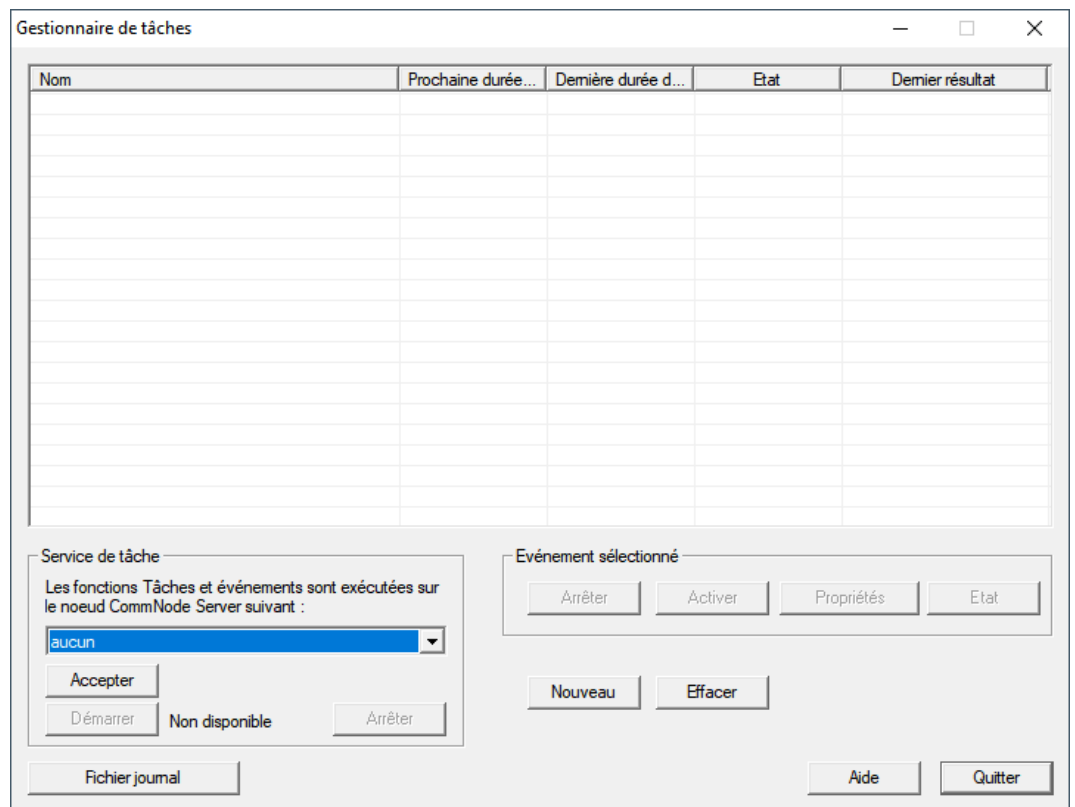 Gestionnaire de tâches
Nom Prochaine durée... Dernière durée d... Etat Dernier résultat
Service de tâche
Les fonctions Tâches et événements sont exécutées sur
le noeud CommNode Server suivant :
aucun
Accepter
Démarrer Non disponible Arrêter
Evénement sélectionné
Arrêter Activer Propriétés Etat
Nouveau Effacer
Fichier journal Aide Quitter